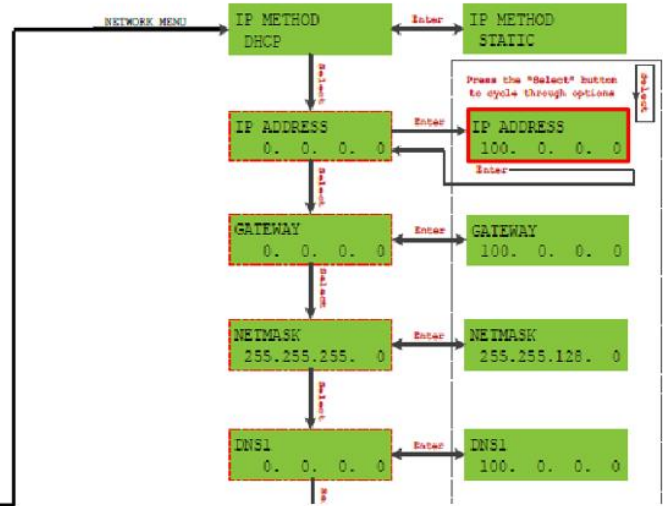 NETWORK MENU
IP METHOD
DHCP
Enter
IP METHOD
STATIC
Select
Press the "Select" button
to cycle through options
Select
IP ADDRESS
0. 0. 0. 0
Enter
IP ADDRESS
100. 0. 0. 0
Enter
Select
GATEWAY
0. 0. 0. 0
Enter
GATEWAY
100. 0. 0. 0
Select
NETMASK
255.255.255. 0
Enter
NETMASK
255.255.128. 0
Select
DNS1
0. 0. 0. 0
Enter
DNS1
100. 0. 0. 0
Se